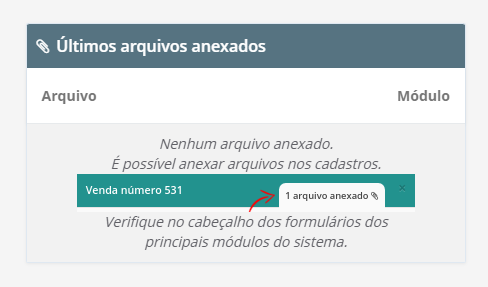 Últimos arquivos anexados
Arquivo Módulo
Nenhum arquivo anexado.
É possível anexar arquivos nos cadastros.
Venda número 531 1 arquivo anexado ×
Verifique no cabeçalho dos formulários dos
principais módulos do sistema.